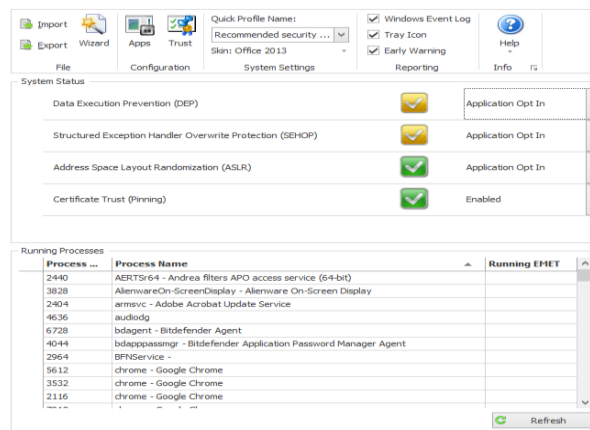 Import
Export
Wizard
File
Apps
Trust
Configuration
Quick Profile Name:
Recommended security ...
Skin: Office 2013
System Settings
Windows Event Log
Tray Icon
Early Warning
Reporting
Help
Info
System Status
Data Execution Prevention (DEP) Application Opt In
Structured Exception Handler Overwrite Protection (SEHOP) Application Opt In
Address Space Layout Randomization (ASLR) Application Opt In
Certificate Trust (Pinning) Enabled
Running Processes
Process ... Process Name Running EMET
2440 AERTSr64 - Andrea filters APO access service (64-bit)
3828 AlienwareOn-ScreenDisplay - Alienware On-Screen Display
2404 armsvc - Adobe Acrobat Update Service
4636 audiodg
6728 bdagent - Bitdefender Agent
4044 bdapppassmgr - Bitdefender Application Password Manager Agent
2964 BFNService -
5612 chrome - Google Chrome
3532 chrome - Google Chrome
2116 chrome - Google Chrome
Refresh